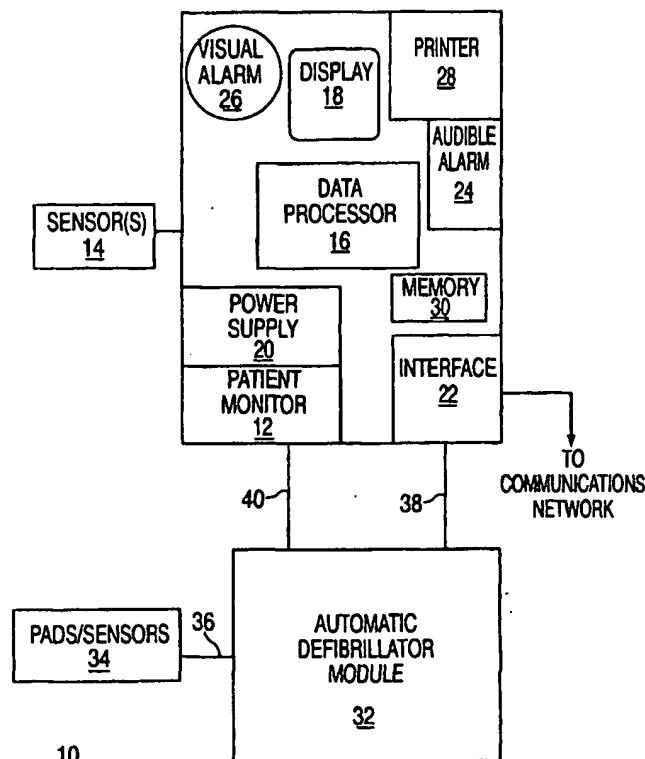 VISUAL
ALARM
26
DISPLAY
18
PRINTER
28
AUDIBLE
ALARM
24
DATA
PROCESSOR
16
SENSOR(S)
14
MEMORY
30
POWER
SUPPLY
20
PATIENT
MONITOR
12
INTERFACE
22
TO
COMMUNICATIONS
NETWORK
40
38
PADS/SENSORS
34
36
AUTOMATIC
DEFIBRILLATOR
MODULE
32
10